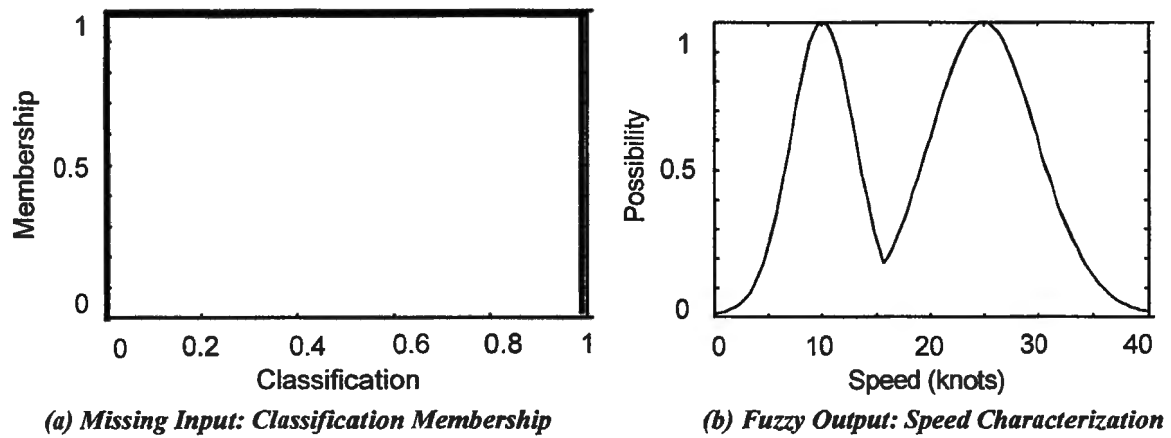 1
0.5
0
Membership
0 0.2 0.4 0.6 0.8 1
Classification
(a) Missing Input: Classification Membership
1
0.5
0
Possibility
0 10 20 30 40
Speed (knots)
(b) Fuzzy Output: Speed Characterization